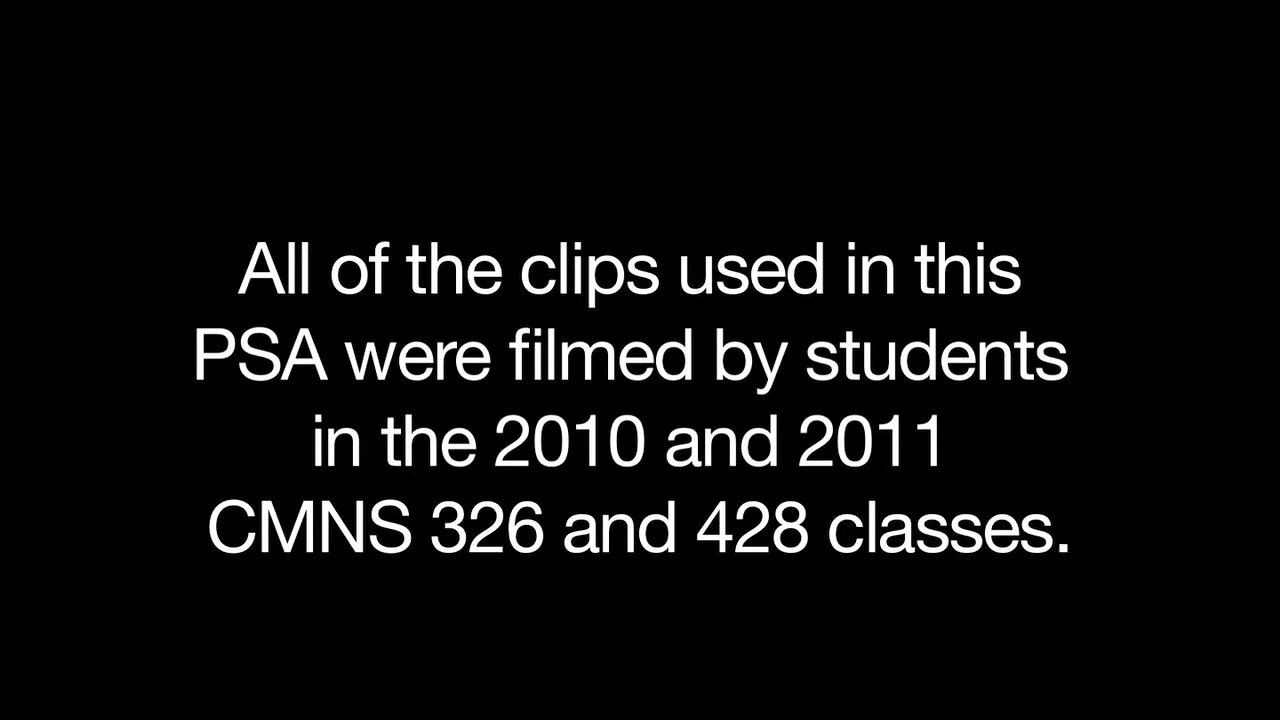 All of the clips used in this
PSA were filmed by students
in the 2010 and 2011
CMNS 326 and 428 classes.